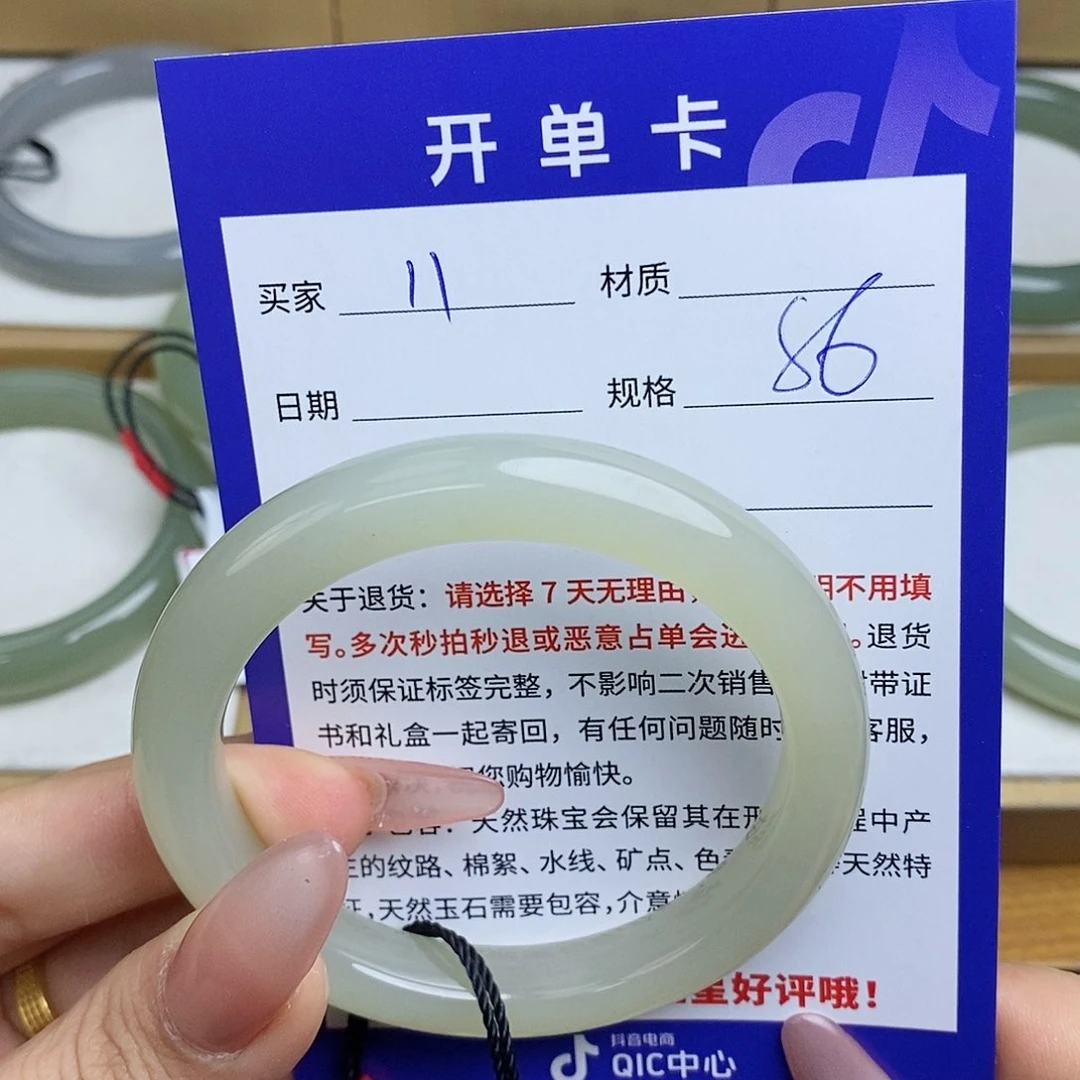 开单卡
买家 11 材质
日期 规格 86
关于退货：请选择7天无理由 不用填
写。多次秒拍秒退或恶意占单会 。退货
时须保证标签完整，不影响二次销售 带证
书和礼盒一起寄回，有任何问题随时 客服，
您购物愉快。
天然珠宝会保留其在形 程中产
生的纹路、棉絮、水线、矿点、色 天然特
，天然玉石需要包容，介意
好评哦！
抖音电商
QIC中心